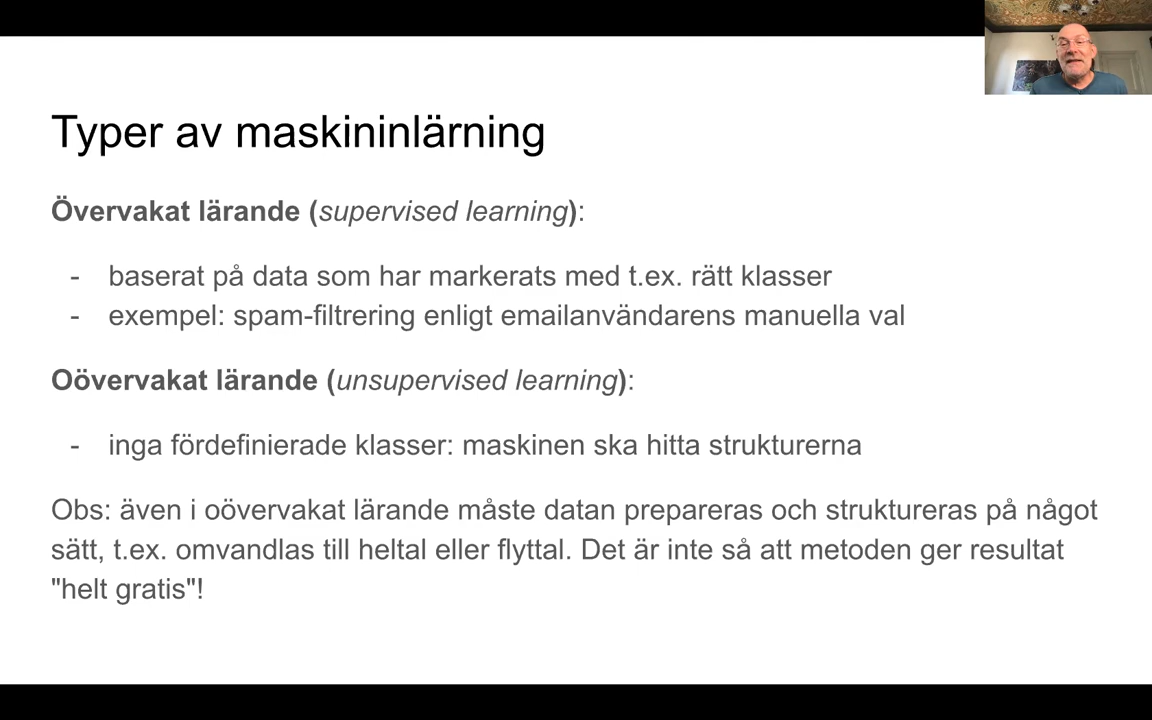 Typer av maskininlärning
Övervakat lärande (supervised learning):
- baserat på data som har markerats med t.ex. rätt klasser
- exempel: spam-filtrering enligt emailanvändarens manuella val
Oövervakat lärande (unsupervised learning):
- inga fördefinierade klasser: maskinen ska hitta strukturerna
Obs: även i oövervakat lärande måste datan prepareras och struktureras på något
sätt, t.ex. omvandlas till heltal eller flyttal. Det är inte så att metoden ger resultat
"helt gratis"!